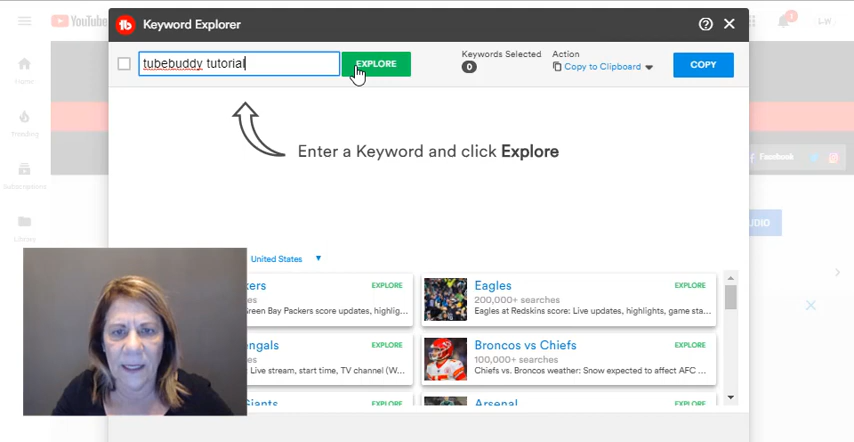 YouTube
tb Keyword Explorer
L-W
tubebuddy tutorial
EXPLORE
Keywords Selected
0
Action
Copy to Clipboard
COPY
Home
Trending
Subscriptions
Library
Enter a Keyword and click Explore
Facebook
UDIO
United States
kers
EXPLORE
es
Green Bay Packers score updates, highlig...
Eagles
EXPLORE
200,000+ searches
Eagles at Redskins score: Live updates, highlights, game sta...
engals
EXPLORE
es
: Live stream, start time, TV channel (W...
Broncos vs Chiefs
EXPLORE
100,000+ searches
Chiefs vs. Broncos weather: Snow expected to affect AFC ...
Giants
EXPLORE
Arsenal
EXPLORE